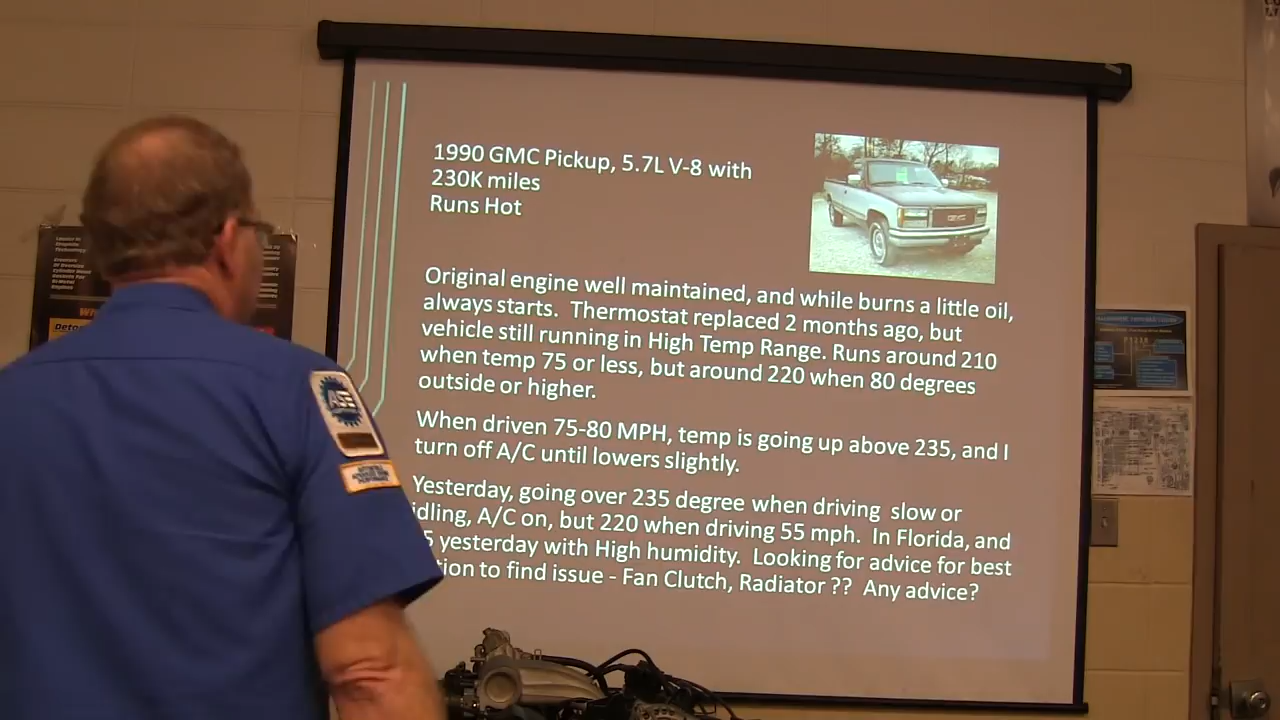 1990 GMC Pickup, 5.7L V-8 with
230K miles
Runs Hot
Original engine well maintained, and while burns a little oil,
always starts. Thermostat replaced 2 months ago, but
vehicle still running in High Temp Range. Runs around 210
when temp 75 or less, but around 220 when 80 degrees
outside or higher.
When driven 75-80 MPH, temp is going up above 235, and I
turn off A/C until lowers slightly.
Yesterday, going over 235 degree when driving slow or
idling, A/C on, but 220 when driving 55 mph. In Florida, and
5 yesterday with High humidity. Looking for advice for best
tion to find issue - Fan Clutch, Radiator ?? Any advice?
GMC
ASE